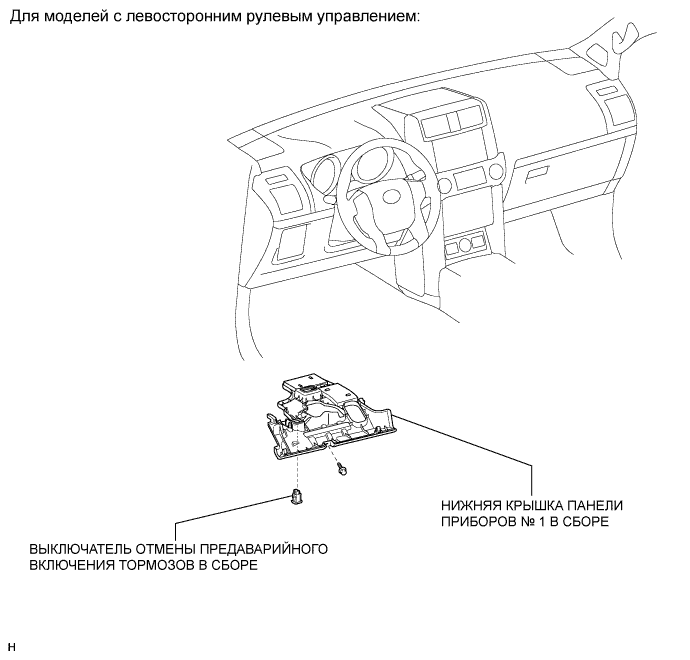 Для моделей с левосторонним рулевым управлением:
НИЖНЯЯ КРЫШКА ПАНЕЛИ
ПРИБОРОВ № 1 В СБОРЕ
ВЫКЛЮЧАТЕЛЬ ОТМЕНЫ ПРЕДАВАРИЙНОГО
ВКЛЮЧЕНИЯ ТОРМОЗОВ В СБОРЕ
H